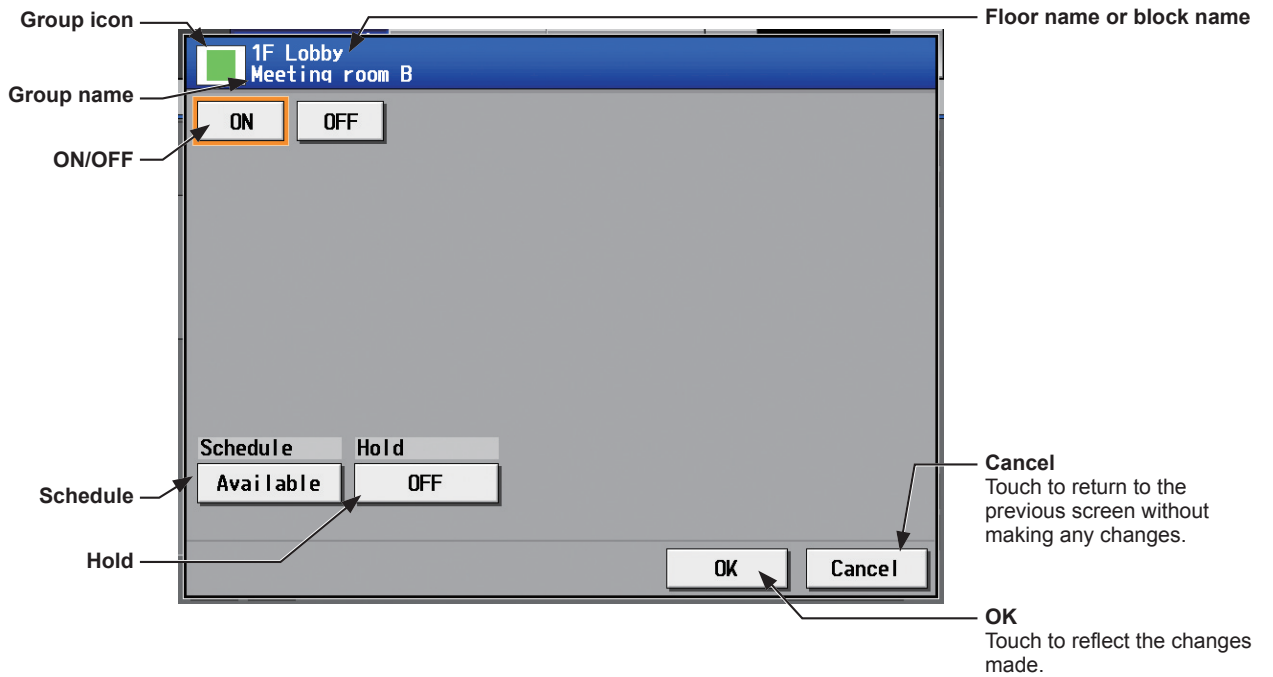 Group icon
Floor name or block name
1F Lobby
Meeting room B
Group name
ON
OFF
ON/OFF
Schedule
Hold
Available
OFF
Schedule
Hold
Cancel
Touch to return to the
previous screen without
making any changes.
OK
Cancel
OK
Touch to reflect the changes
made.